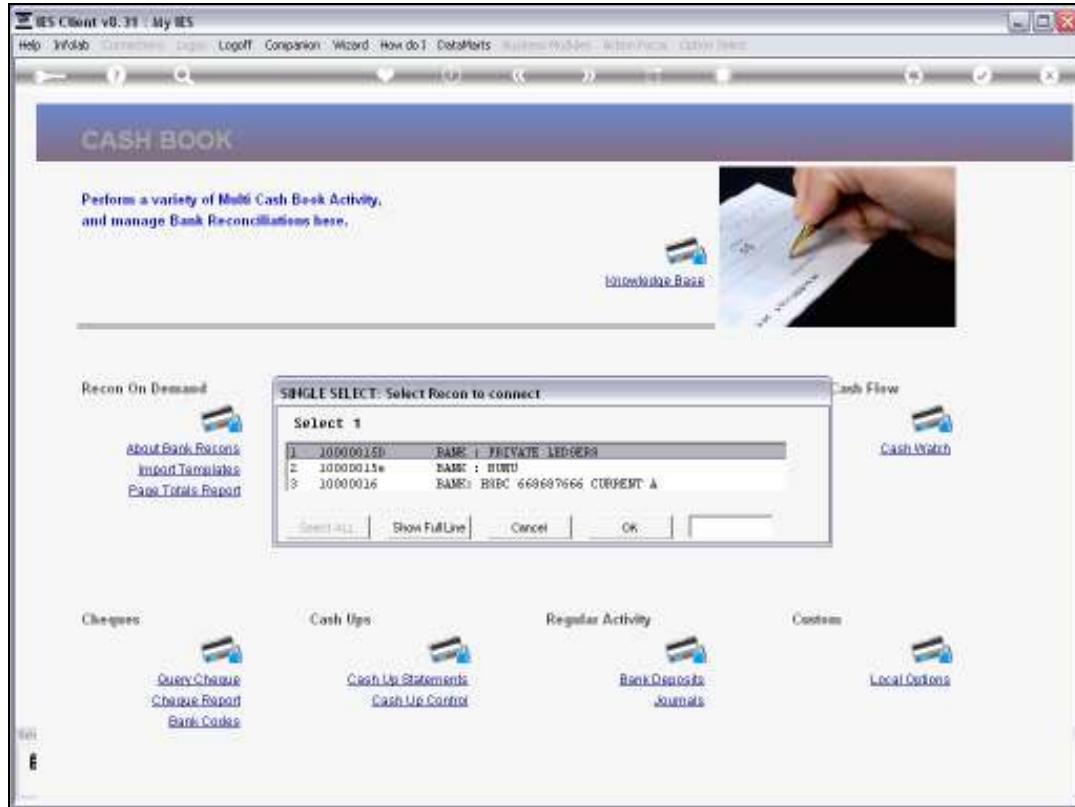 IES Client v8.31 : My IES
Help Infolab Logoff Companion Wizard How do I DataMarts
CASH BOOK
Perform a variety of Multi Cash Book Activity,
and manage Bank Reconciliations here.
Knowledge Base
Recon On Demand
Cash Flow
About Bank Recons
Import Templates
Page Totals Report
Cash Watch
SINGLE SELECT: Select Recon to connect
Select 1
1 10000015D BANK : PRIVATE LEDGERS
2 10000015e BANK :
3 10000016 BANK: HSBC 669687666 CURRENT A
Select ALL Show Full Line Cancel OK
Cheques
Cash Ups
Regular Activity
Custom
Query Cheque
Cheque Report
Bank Codes
Cash Up Statements
Cash Up Control
Bank Deposits
Journals
Local Options